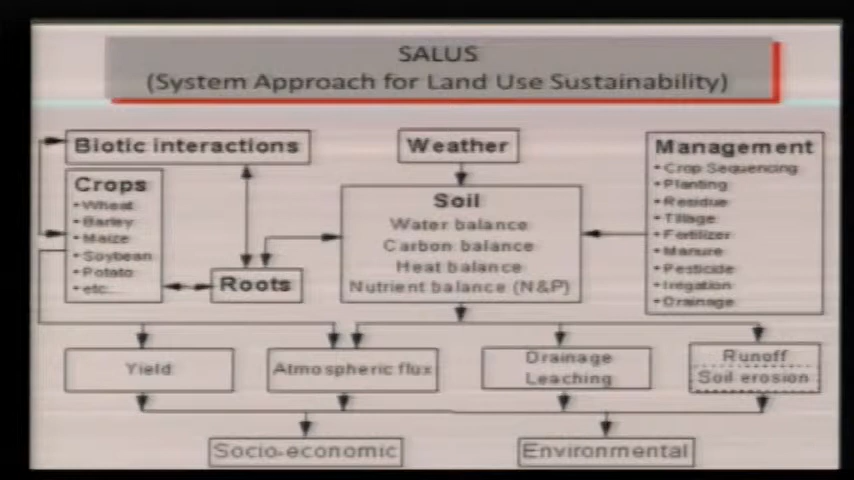 SALUS
(System Approach for Land Use Sustainability)
Biotic interactions
Weather
Management
• Crop Sequencing
• Planting
• Residue
• Tillage
• Fertilizer
• Manure
• Pesticide
• Irrigation
• Drainage
Crops
• Wheat
• Barley
• Maize
• Soybean
• Potato
• etc...
Soil
Water balance
Carbon balance
Heat balance
Nutrient balance (N&P)
Roots
Yield
Atmospheric flux
Drainage
Leaching
Runoff
Soil erosion
Socio-economic
Environmental